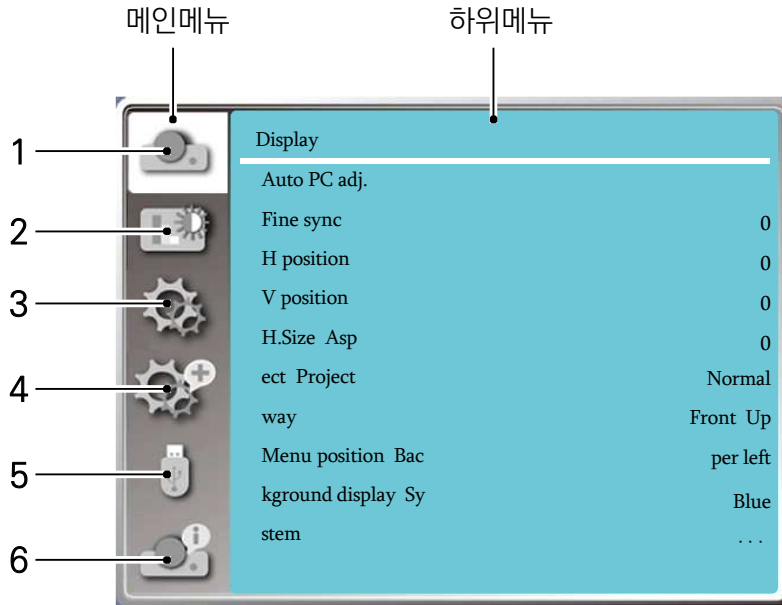 메인메뉴 하위메뉴
1
2
3
4
5
6
Display
Auto PC adj.
Fine sync 0
H position 0
V position 0
H.Size Asp 0
ect Project Normal
way Front Up
Menu position Bac per left
kground display Sy Blue
stem ...